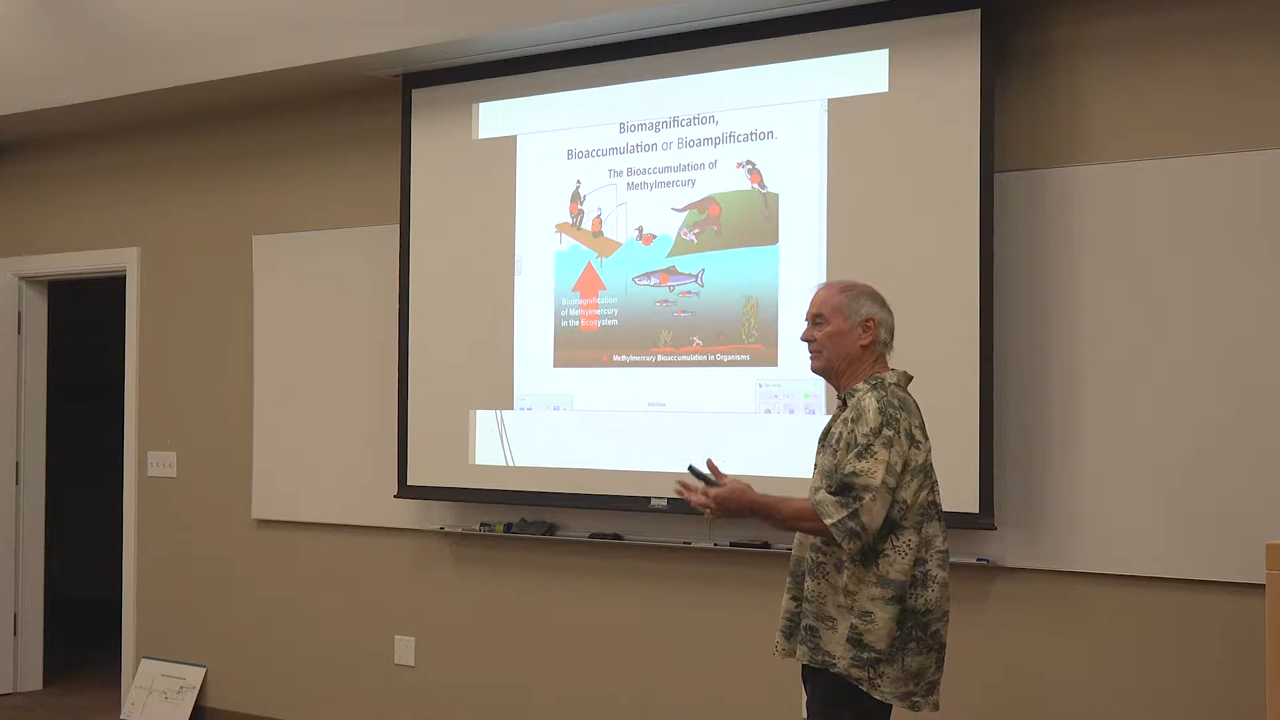 Biomagnification,
Bioaccumulation or Bioamplification.
The Bioaccumulation of
Methylmercury
Biomagnification
of Methylmercury
in the Ecosystem
Methylmercury Bioaccumulation in Organisms